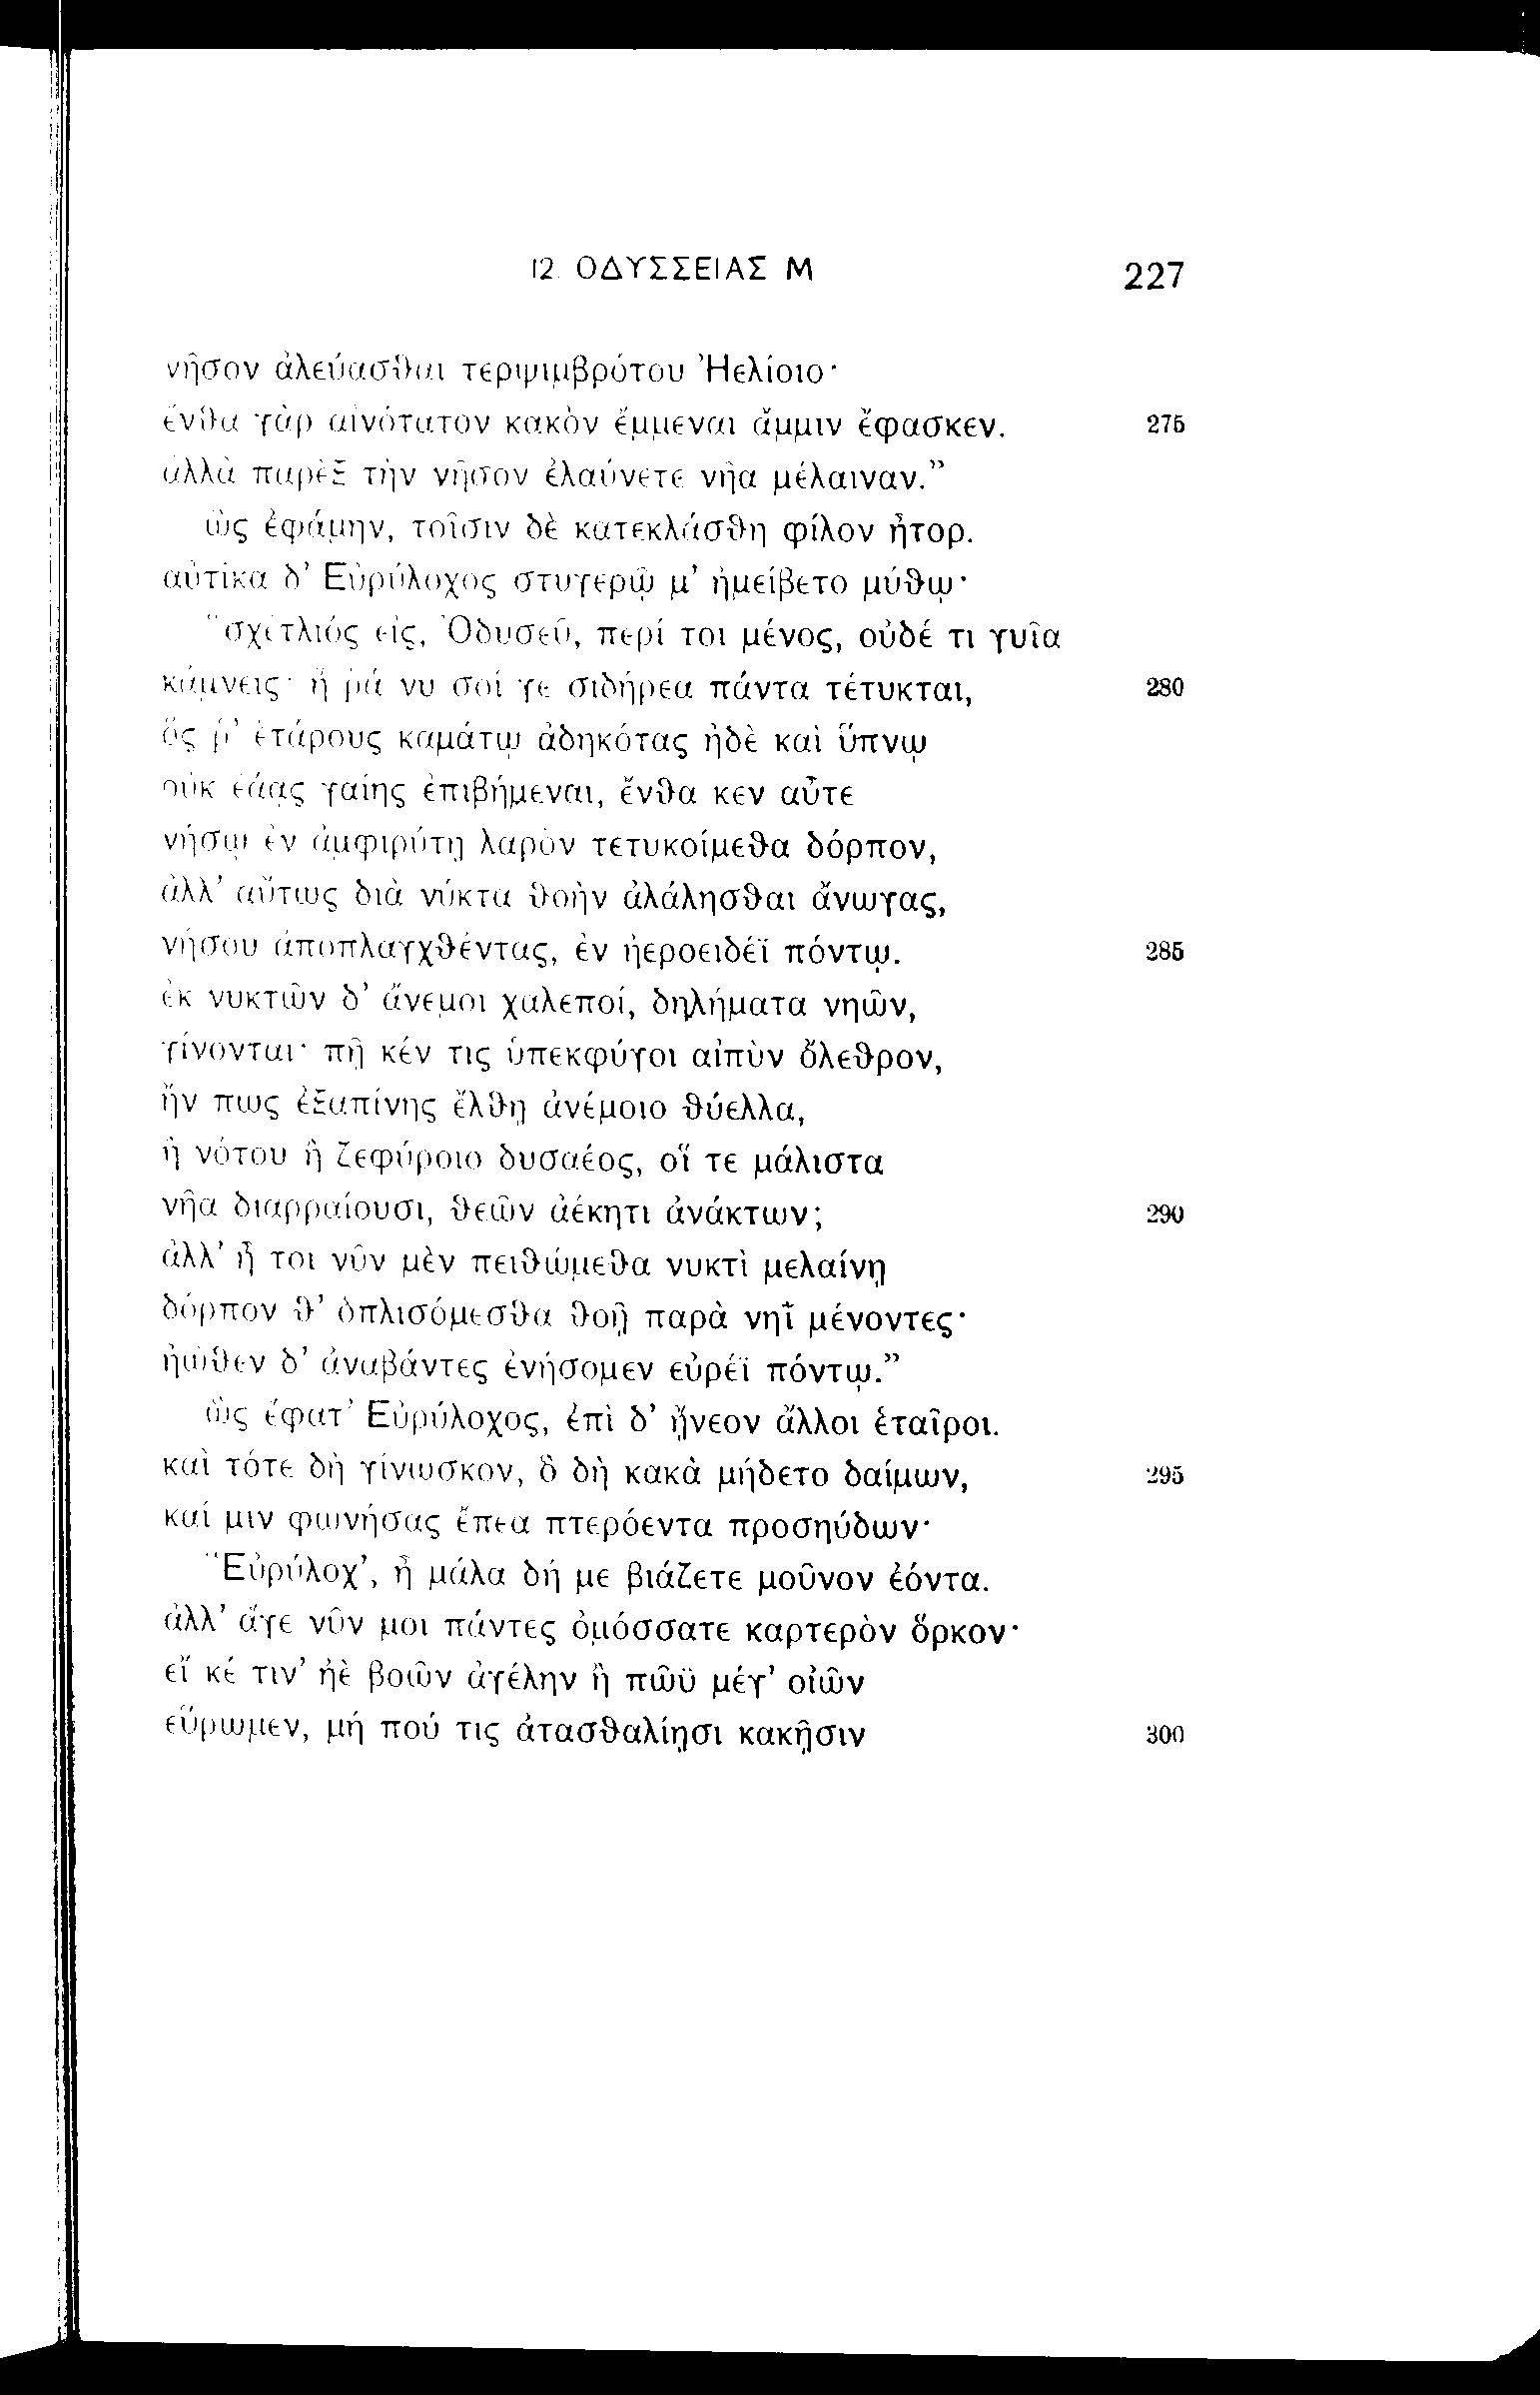 12. ΟΔΥΣΣΕΙΑΣ Μ 227
νῆσον ἀλεύασθαι τερψιμβρότου Ἠελίοιο·
ἔνθα γὰρ αἰνότατον κακὸν ἔμμεναι ἄμμιν ἔφασκεν. 275
ἀλλὰ παρὲξ τὴν νῆσον ἐλαύνετε νῆα μέλαιναν.”
ὣς ἐφάμην, τοῖσιν δὲ κατεκλάσθη φίλον ἦτορ.
αὐτίκα δ’ Εὐρύλοχος στυγερῷ μ’ ἠμείβετο μύθῳ·
“σχέτλιός εἰς, Ὀδυσεῦ, περί τοι μένος, οὐδέ τι γυῖα
κάμνεις· ἦ ῥά νυ σοί γε σιδήρεα πάντα τέτυκται, 280
ὅς ῥ’ ἑτάρους καμάτῳ ἀδηκότας ἠδὲ καὶ ὕπνῳ
οὐκ ἐάᾳς γαίης ἐπιβήμεναι, ἔνθα κεν αὖτε
νήσῳ ἐν ἀμφιρύτῃ λαρὸν τετυκοίμεθα δόρπον,
ἀλλ’ αὔτως διὰ νύκτα θοὴν ἀλάλησθαι ἄνωγας,
νήσου ἀποπλαγχθέντας, ἐν ἠεροειδέϊ πόντῳ. 285
ἐκ νυκτῶν δ’ ἄνεμοι χαλεποί, δηλήματα νηῶν,
γίνονται· πῇ κέν τις ὑπεκφύγοι αἰπὺν ὄλεθρον,
ἤν πως ἐξαπίνης ἔλθῃ ἀνέμοιο θύελλα,
ἢ νότου ἢ ζεφύροιο δυσαέος, οἵ τε μάλιστα
νῆα διαρραίουσι, θεῶν ἀέκητι ἀνάκτων; 290
ἀλλ’ ἦ τοι νῦν μὲν πειθώμεθα νυκτὶ μελαίνῃ
δόρπον θ’ ὁπλισόμεσθα θοῇ παρὰ νηῒ μένοντες·
ἠῶθεν δ’ ἀναβάντες ἐνήσομεν εὐρέϊ πόντῳ.”
ὣς ἔφατ’ Εὐρύλοχος, ἐπὶ δ’ ᾔνεον ἄλλοι ἑταῖροι.
καὶ τότε δὴ γίνωσκον, ὃ δὴ κακὰ μήδετο δαίμων, 295
καί μιν φωνήσας ἔπεα πτερόεντα προσηύδων·
“Εὐρύλοχ’, ἦ μάλα δή με βιάζετε μοῦνον ἐόντα.
ἀλλ’ ἄγε νῦν μοι πάντες ὀμόσσατε καρτερὸν ὅρκον·
εἴ κέ τιν’ ἠὲ βοῶν ἀγέλην ἢ πῶϋ μέγ’ οἰῶν
εὕρωμεν, μή πού τις ἀτασθαλίῃσι κακῇσιν 300